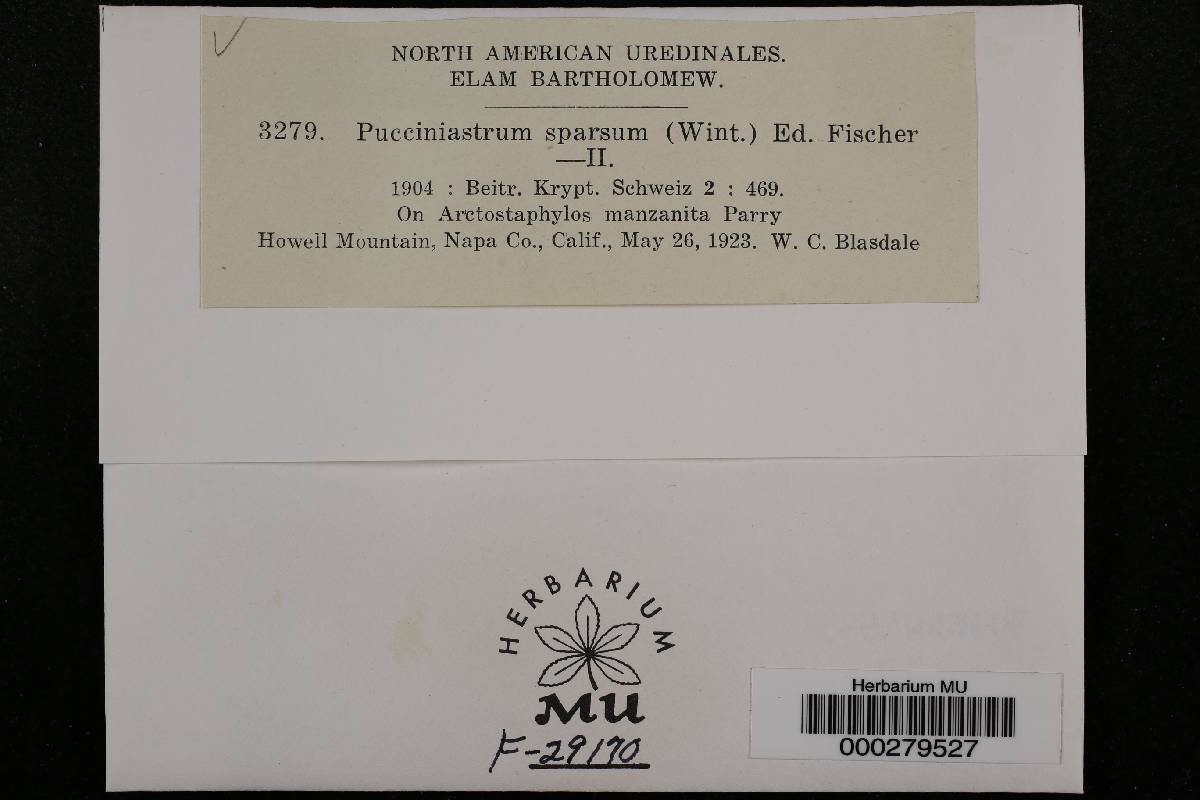 NORTH AMERICAN UREDINALES.
ELAM BARTHOLOMEW.
3279. Pucciniastrum sparsum (Wint.) Ed. Fischer
—II.
1904 : Beitr. Krypt. Schweiz 2 : 469.
On Arctostaphylos manzanita Parry
Howell Mountain, Napa Co., Calif., May 26, 1923. W. C. Blasdale
HERBARIUM
MU
F-29170
Herbarium MU
000279527